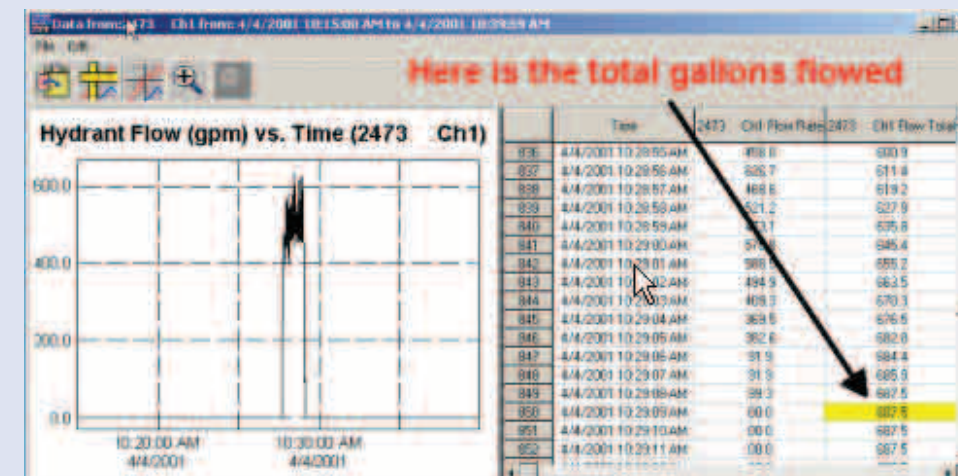 Data from: 2473 Ch1 from: 4/4/2001 10:15:00 AM to 4/4/2001 10:39:59 AM
File Edit
Here is the total gallons flowed
Hydrant Flow (gpm) vs. Time (2473 Ch1)
600.0
400.0
200.0
0.0
10:20:00 AM
4/4/2001
10:30:00 AM
4/4/2001
Time 2473 Ch1 Flow Rate 2473 Ch1 Flow Total
836 4/4/2001 10:28:55 AM 600.9
837 4/4/2001 10:28:56 AM 626.7 611.4
838 4/4/2001 10:28:57 AM 468.6 619.2
839 4/4/2001 10:28:58 AM 521.2 627.9
840 4/4/2001 10:28:59 AM 635.8
841 4/4/2001 10:29:00 AM 645.4
842 4/4/2001 10:29:01 AM 655.2
843 494.9 663.5
844 409.3 670.3
845 4/4/2001 10:29:04 AM 369.5 676.5
846 4/4/2001 10:29:05 AM 382.6 682.8
847 4/4/2001 10:29:06 AM 91.9 684.4
848 4/4/2001 10:29:07 AM 91.9 685.9
849 4/4/2001 10:29:08 AM 99.3 687.5
850 4/4/2001 10:29:09 AM 00.0 687.5
851 4/4/2001 10:29:10 AM 00.0 687.5
852 4/4/2001 10:29:11 AM 00.0 687.5